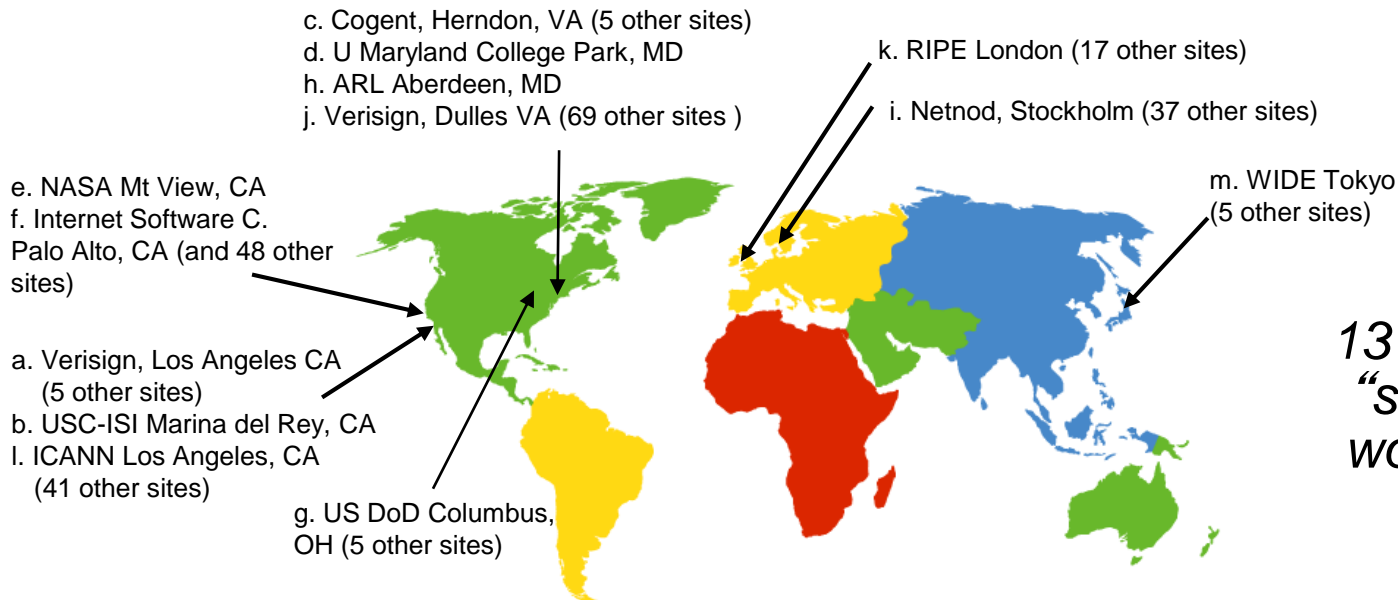 c. Cogent, Herndon, VA (5 other sites)
d. U Maryland College Park, MD
h. ARL Aberdeen, MD
j. Verisign, Dulles VA (69 other sites )
k. RIPE London (17 other sites)
i. Netnod, Stockholm (37 other sites)
m. WIDE Tokyo
(5 other sites)
e. NASA Mt View, CA
f. Internet Software C.
Palo Alto, CA (and 48 other
sites)
a. Verisign, Los Angeles CA
(5 other sites)
b. USC-ISI Marina del Rey, CA
l. ICANN Los Angeles, CA
(41 other sites)
g. US DoD Columbus,
OH (5 other sites)
13